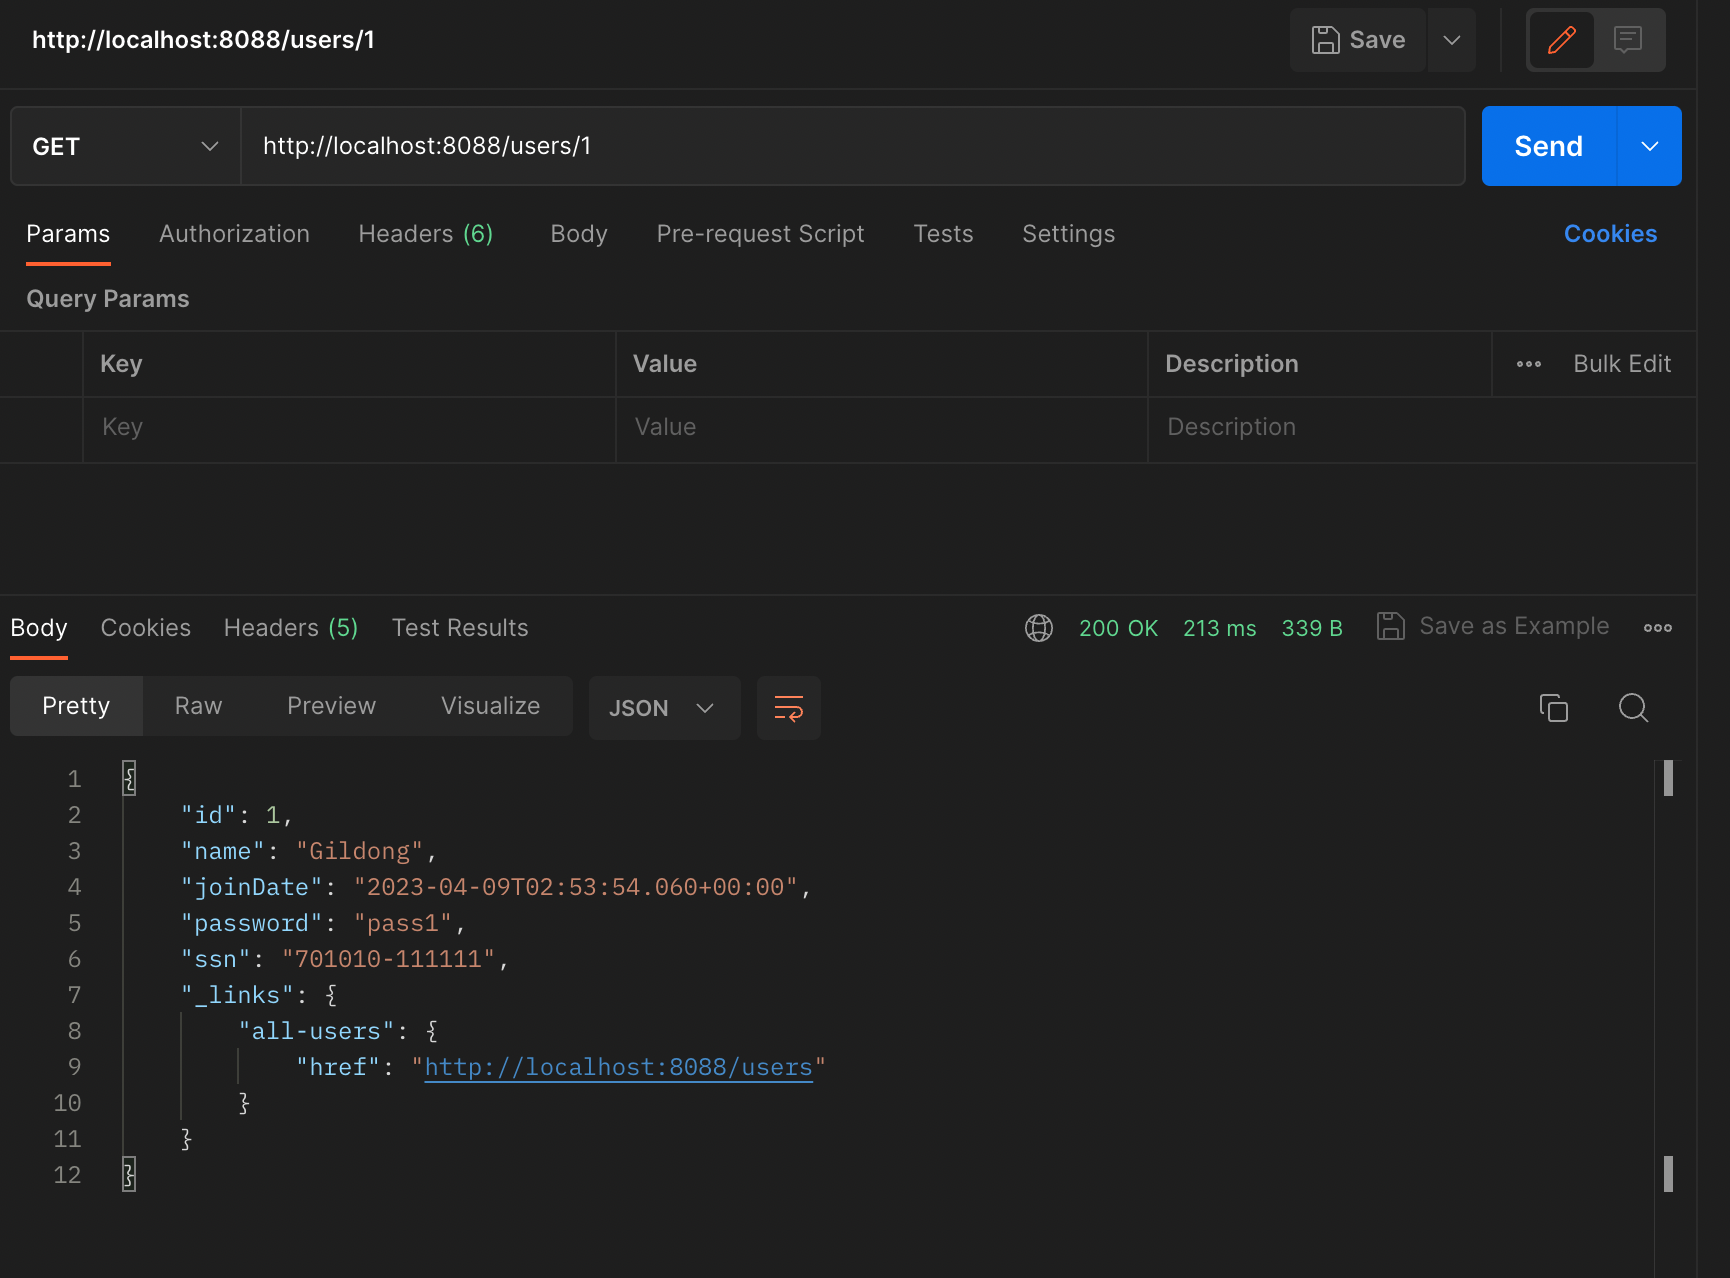 http://localhost:8088/users/1
Save
GET
http://localhost:8088/users/1
Send
Params Authorization Headers (6) Body Pre-request Script Tests Settings Cookies
Query Params
Key Value Description Bulk Edit
Key Value Description
Body Cookies Headers (5) Test Results 200 OK 213 ms 339 B Save as Example
Pretty Raw Preview Visualize JSON
1 {
2 "id": 1,
3 "name": "Gildong",
4 "joinDate": "2023-04-09T02:53:54.060+00:00",
5 "password": "pass1",
6 "ssn": "701010-111111",
7 "_links": {
8 "all-users": {
9 "href": "http://localhost:8088/users"
10 }
11 }
12 }